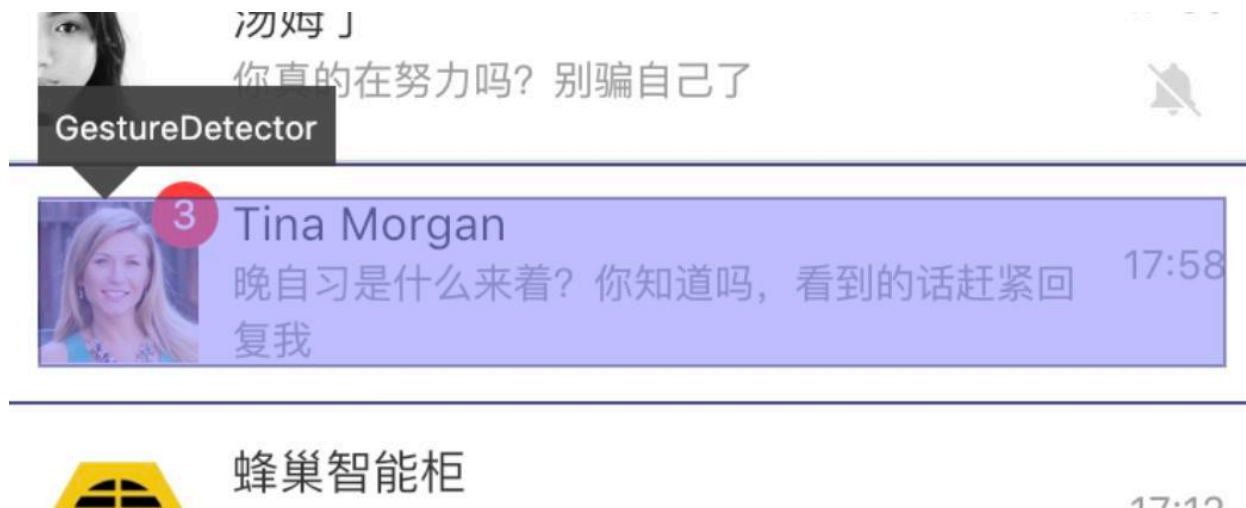 汤姆丁
你真的在努力吗？别骗自己了
GestureDetector
3
Tina Morgan
17:58
晚自习是什么来着？你知道吗，看到的话赶紧回
复我
蜂巢智能柜